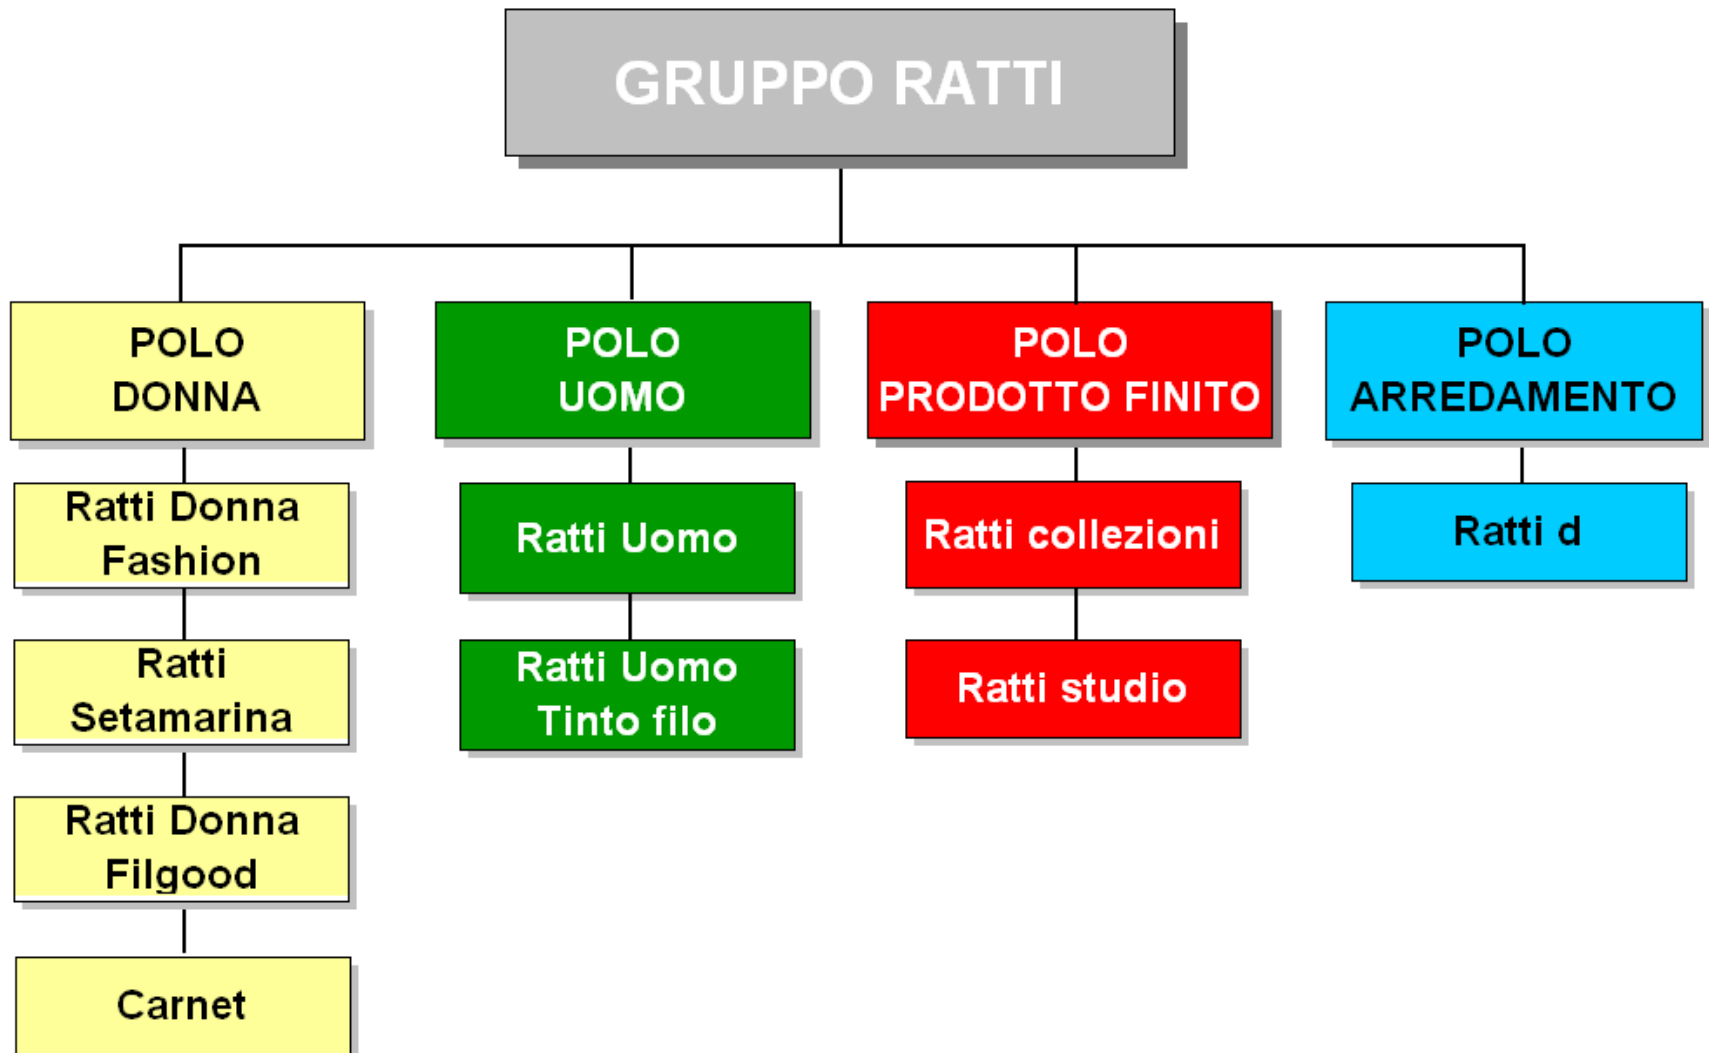 GRUPPO RATTI
POLO
DONNA
Ratti Donna
Fashion
Ratti
Setamarina
Ratti Donna
Filgood
Carnet
POLO
UOMO
Ratti Uomo
Ratti Uomo
Tinto filo
POLO
PRODOTTO FINITO
Ratti collezioni
Ratti studio
POLO
ARREDAMENTO
Ratti d